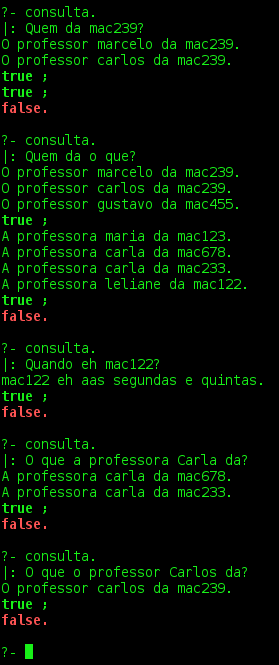 ?- consulta.
|: Quem da mac239?
O professor marcelo da mac239.
O professor carlos da mac239.
true ;
true ;
false.
?- consulta.
|: Quem da o que?
O professor marcelo da mac239.
O professor carlos da mac239.
O professor gustavo da mac455.
true ;
A professora maria da mac123.
A professora carla da mac678.
A professora carla da mac233.
A professora leliane da mac122.
true ;
false.
?- consulta.
|: Quando eh mac122?
mac122 eh aas segundas e quintas.
true ;
false.
?- consulta.
|: O que a professora Carla da?
A professora carla da mac678.
A professora carla da mac233.
true ;
false.
?- consulta.
|: O que o professor Carlos da?
O professor carlos da mac239.
true ;
false.
?-